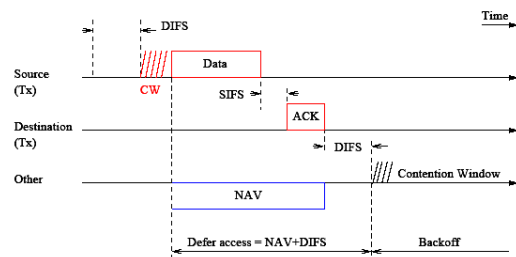 Time
DIFS
Data
Source
(Tx)
CW
SIFS
ACK
Destination
(Tx)
DIFS
Other
Contention Window
NAV
Defer access = NAV+DIFS
Backoff